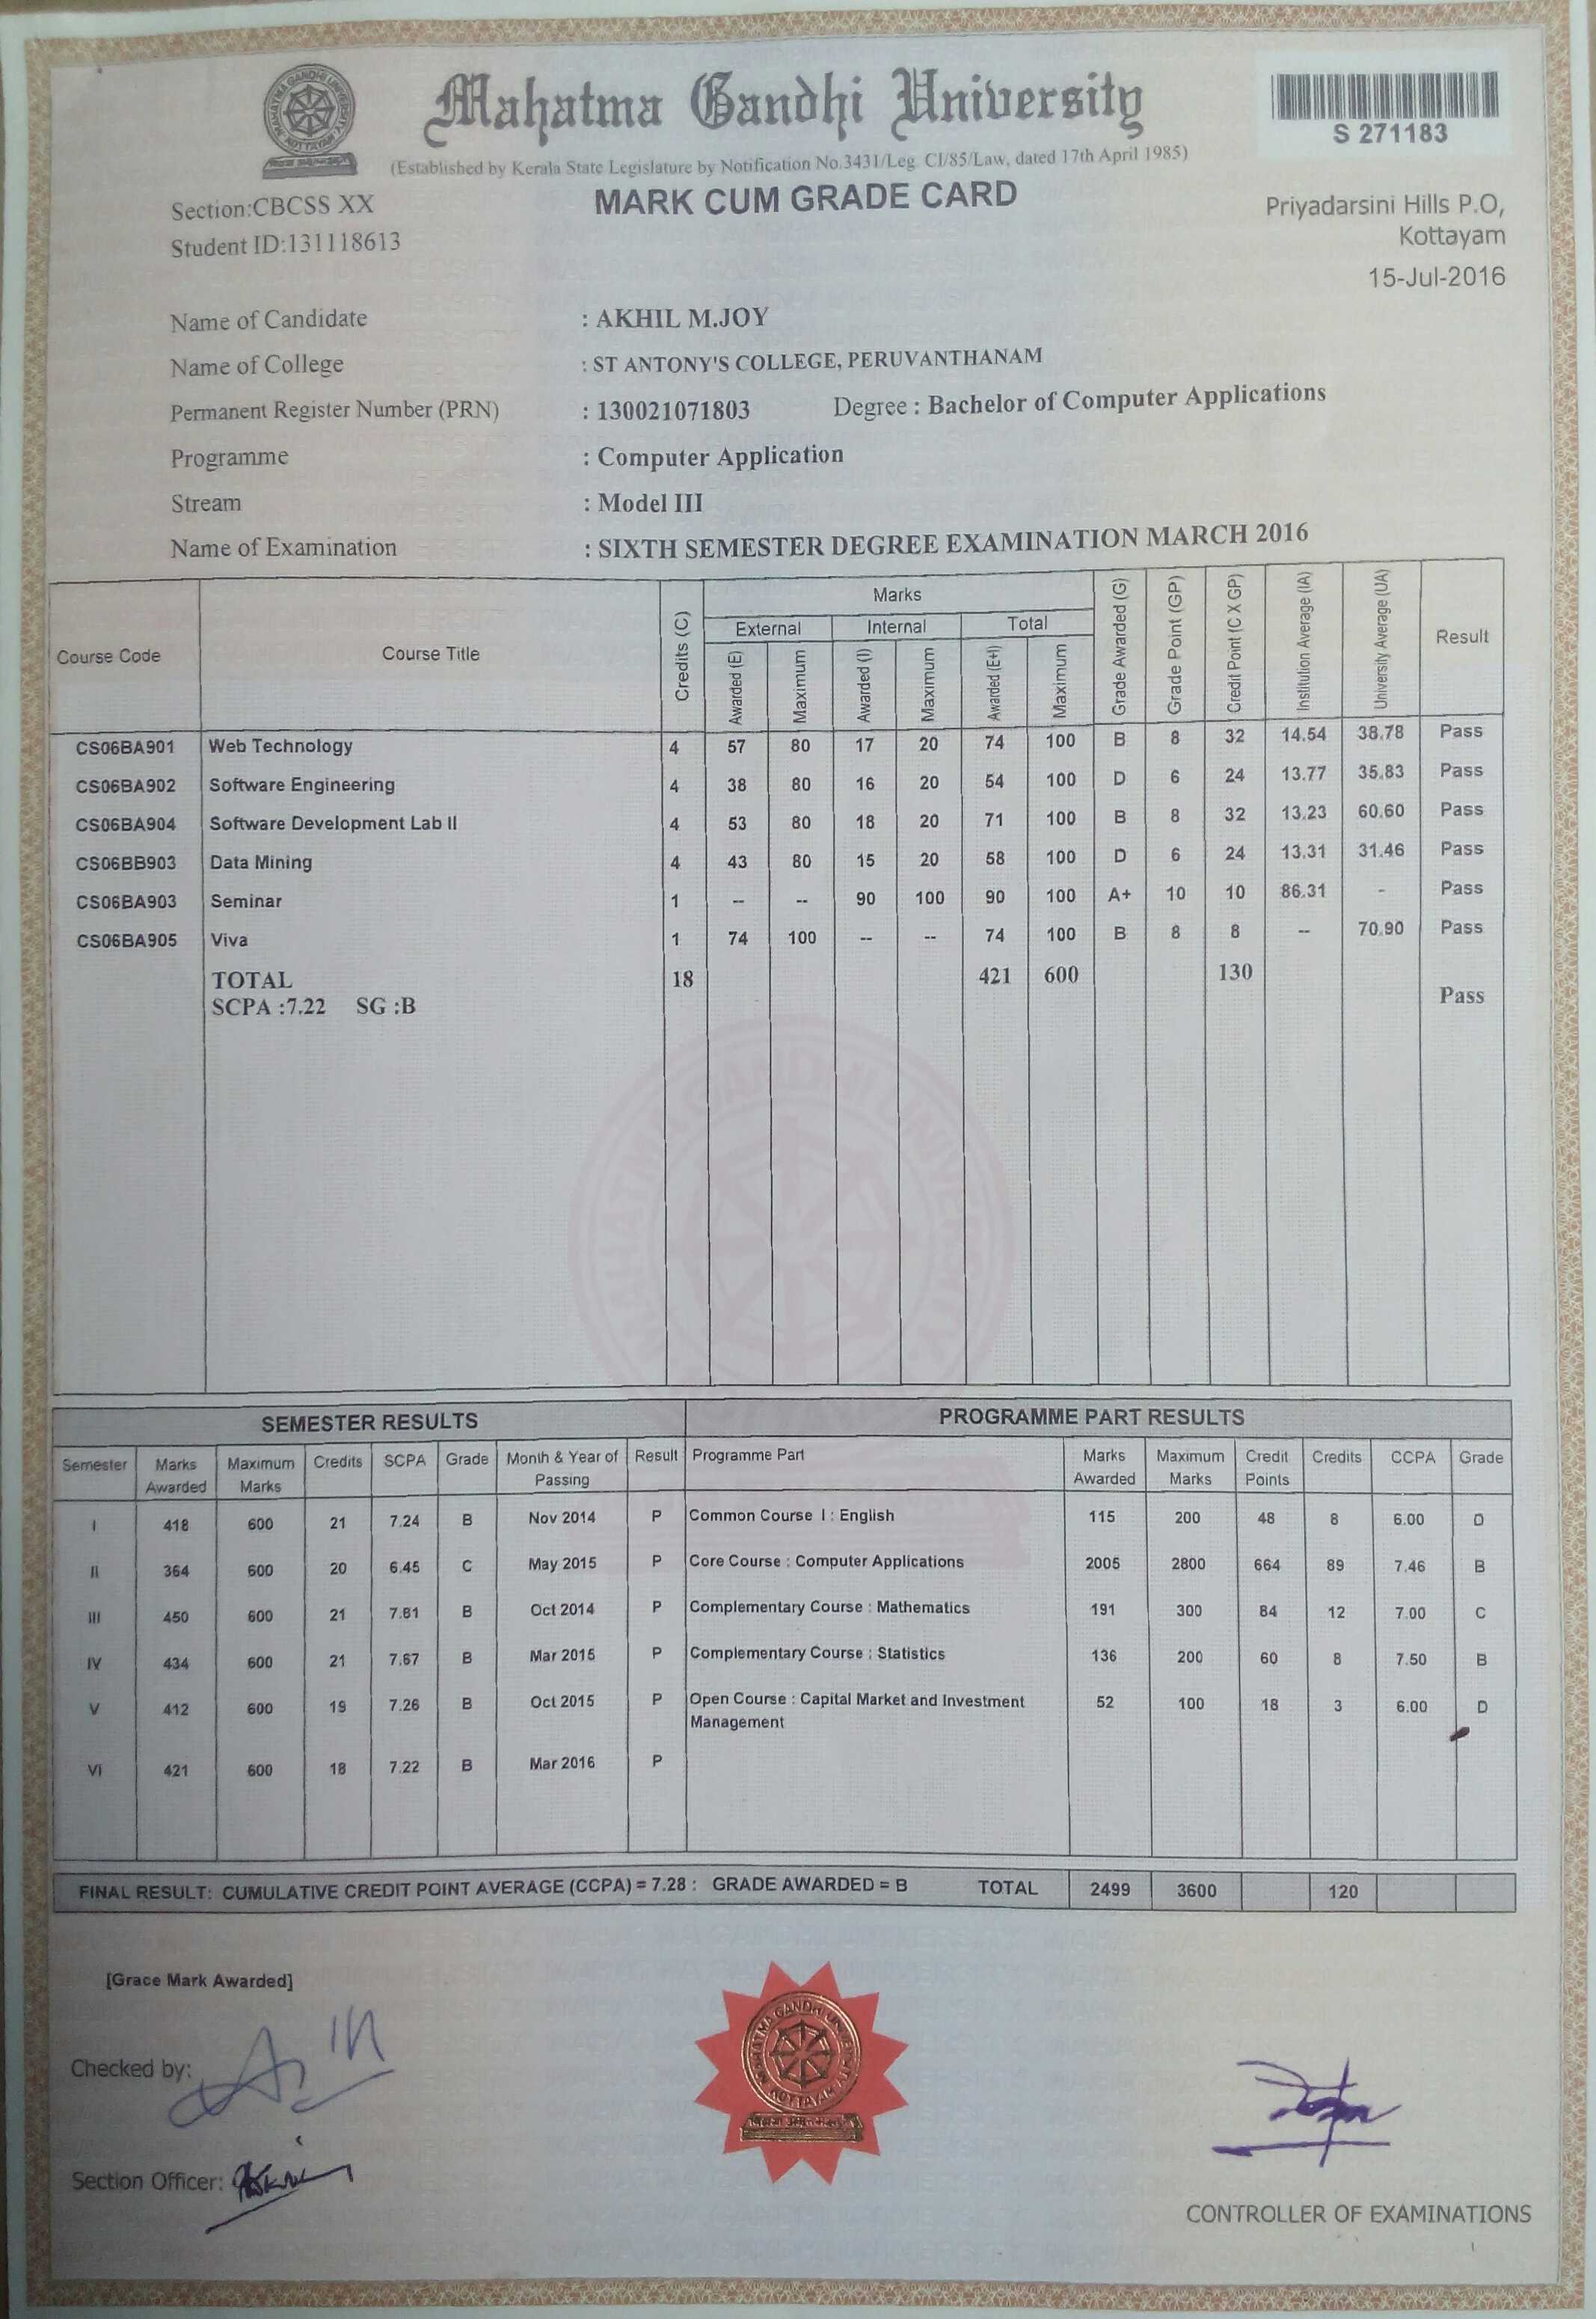 Mahatma Gandhi University
S 271183
(Established by Kerala State Legislature by Notification No.3431/Leg. CI/85/Law, dated 17th April 1985)
MARK CUM GRADE CARD
Section:CBCSS XX
Student ID:131118613
Priyadarsini Hills P.O,
Kottayam
15-Jul-2016
Name of Candidate : AKHIL M.JOY
Name of College : ST ANTONY'S COLLEGE, PERUVANTHANAM
Permanent Register Number (PRN) : 130021071803 Degree : Bachelor of Computer Applications
Programme : Computer Application
Stream : Model III
Name of Examination : SIXTH SEMESTER DEGREE EXAMINATION MARCH 2016
Marks
External Internal Total
Course Code Course Title Credits (C) Awarded (E) Maximum Awarded (I) Maximum Awarded (E+I) Maximum Grade Awarded (G) Grade Point (GP) Credit Point (C X GP) Institution Average (IA) University Average (UA) Result
CS06BA901 Web Technology 4 57 80 17 20 74 100 B 8 32 14.54 38.78 Pass
CS06BA902 Software Engineering 4 38 80 16 20 54 100 D 6 24 13.77 35.83 Pass
CS06BA904 Software Development Lab II 4 53 80 18 20 71 100 B 8 32 13.23 60.60 Pass
CS06BB903 Data Mining 4 43 80 15 20 58 100 D 6 24 13.31 31.46 Pass
CS06BA903 Seminar 1 -- -- 90 100 90 100 A+ 10 10 86.31 - Pass
CS06BA905 Viva 1 74 100 -- -- 74 100 B 8 8 -- 70.90 Pass
TOTAL 18 421 600 130
SCPA :7.22 SG :B Pass
SEMESTER RESULTS PROGRAMME PART RESULTS
Semester Marks Awarded Maximum Marks Credits SCPA Grade Month & Year of Passing Result Programme Part Marks Awarded Maximum Marks Credit Points Credits CCPA Grade
I 418 600 21 7.24 B Nov 2014 P Common Course I : English 115 200 48 8 6.00 D
II 364 600 20 6.45 C May 2015 P Core Course : Computer Applications 2005 2800 664 89 7.46 B
III 450 600 21 7.81 B Oct 2014 P Complementary Course : Mathematics 191 300 84 12 7.00 C
IV 434 600 21 7.67 B Mar 2015 P Complementary Course : Statistics 136 200 60 8 7.50 B
V 412 600 19 7.26 B Oct 2015 P Open Course : Capital Market and Investment 52 100 18 3 6.00 D
Management
VI 421 600 18 7.22 B Mar 2016 P
FINAL RESULT: CUMULATIVE CREDIT POINT AVERAGE (CCPA) = 7.28 : GRADE AWARDED = B TOTAL 2499 3600 120
[Grace Mark Awarded]
Checked by:
Section Officer:
MAHATMA GANDHI UNIVERSITY
KOTTAYAM
CONTROLLER OF EXAMINATIONS